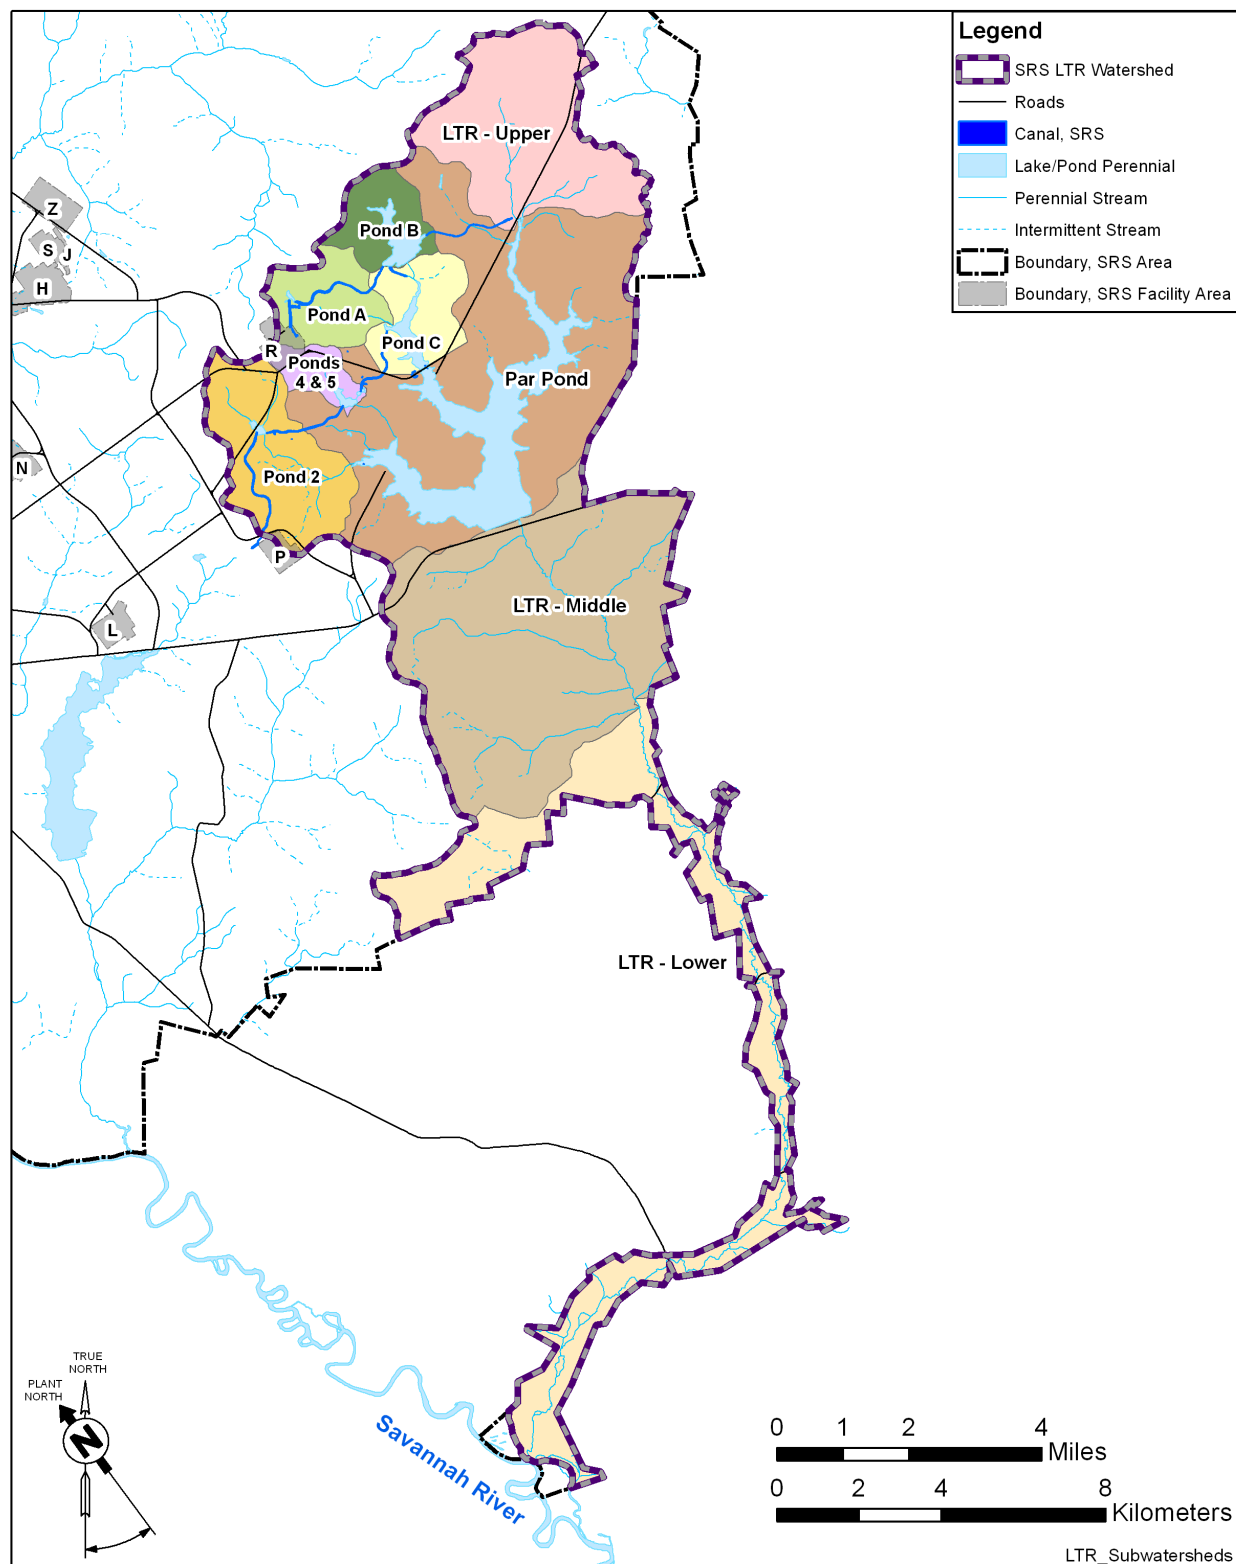 Legend
SRS LTR Watershed
Roads
Canal, SRS
Lake/Pond Perennial
Perennial Stream
Intermittent Stream
Boundary, SRS Area
Boundary, SRS Facility Area
LTR - Upper
Z
S
J
H
Pond B
Pond A
Pond C
R
Ponds
4 & 5
Par Pond
N
Pond 2
P
LTR - Middle
L
LTR - Lower
TRUE
NORTH
PLANT
NORTH
N
Savannah River
0 1 2 4
Miles
0 2 4 8
Kilometers
LTR_Subwatersheds